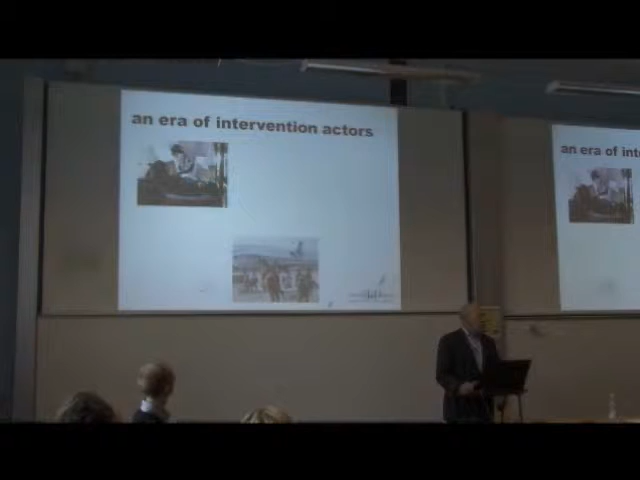 an era of intervention actors
an era of int